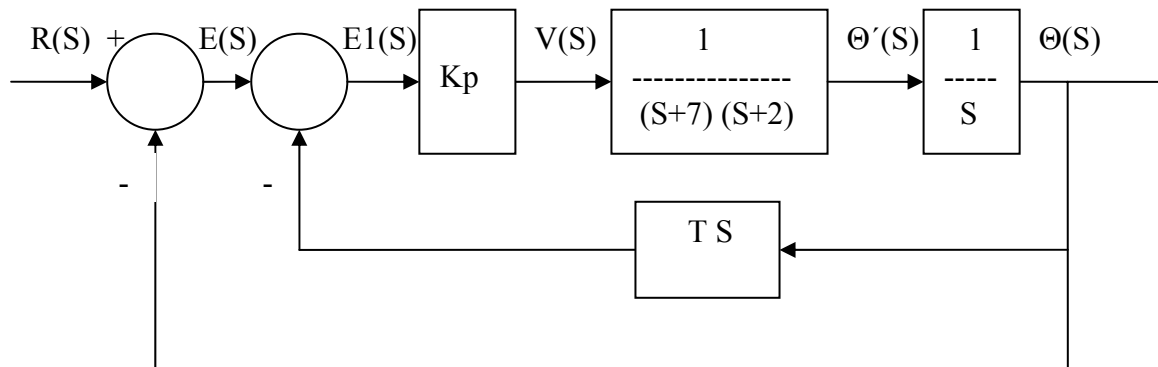 R(S) + E(S) E1(S) V(S) Θ´(S) Θ(S)
Kp
1
---------------
(S+7) (S+2)
1
-----
S
- -
T S